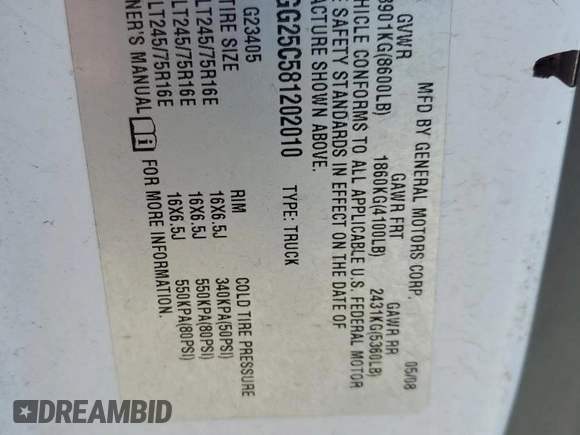 MFD BY GENERAL MOTORS CORP. 05/08
GVWR GAWR FRT GAWR RR
3901KG(8600LB) 1860KG(4100LB) 2431KG(5360LB)
VEHICLE CONFORMS TO ALL APPLICABLE U.S. FEDERAL MOTOR
SAFETY STANDARDS IN EFFECT ON THE DATE OF
ACTURE SHOWN ABOVE.
GG25C581202010 TYPE: TRUCK
G23405
TIRE SIZE RIM COLD TIRE PRESSURE
LT245/75R16E 16X6.5J 340KPA(50PSI)
LT245/75R16E 16X6.5J 550KPA(80PSI)
LT245/75R16E 16X6.5J 550KPA(80PSI)
NER'S MANUAL i FOR MORE INFORMATION.
DREAMBID